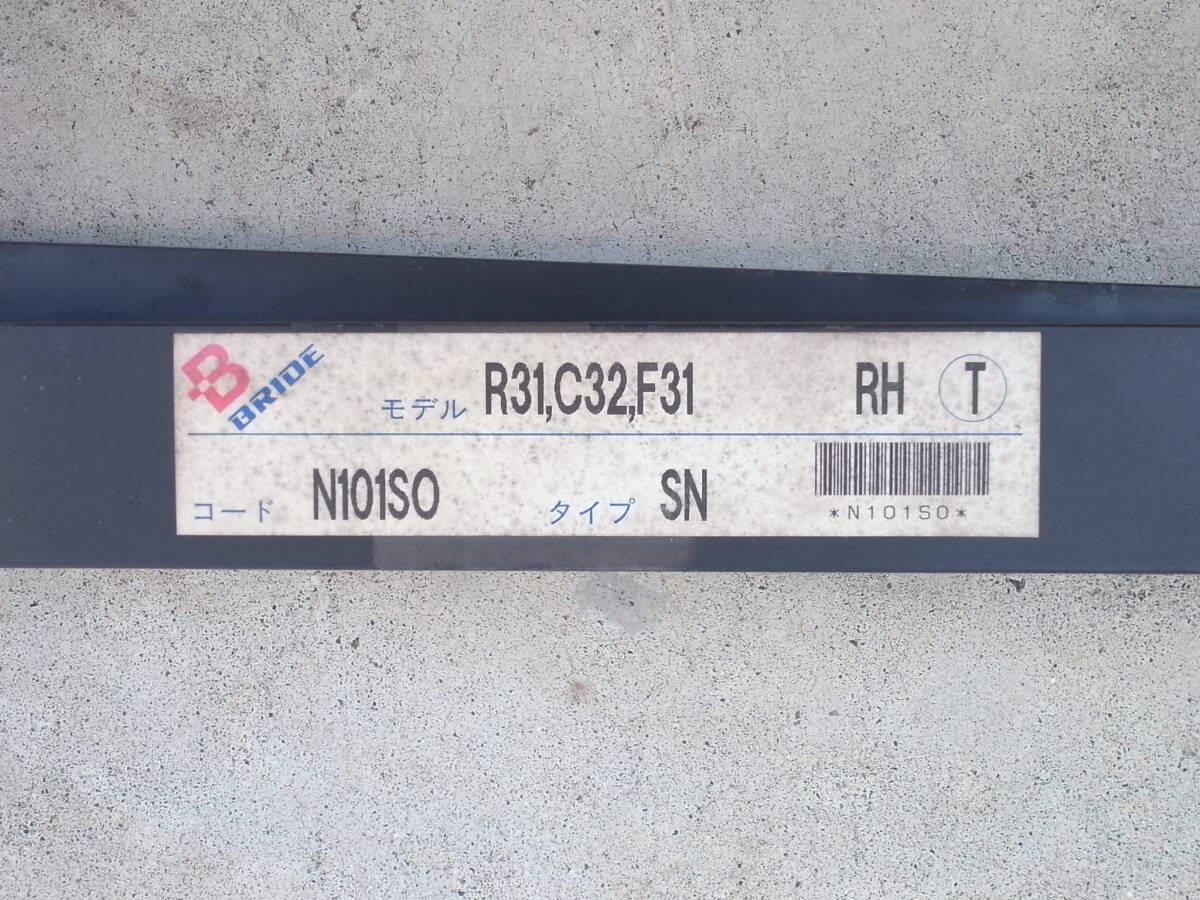 B
BRIDE
モデル R31,C32,F31 RH T
コード N101SO タイプ SN
*N101SO*